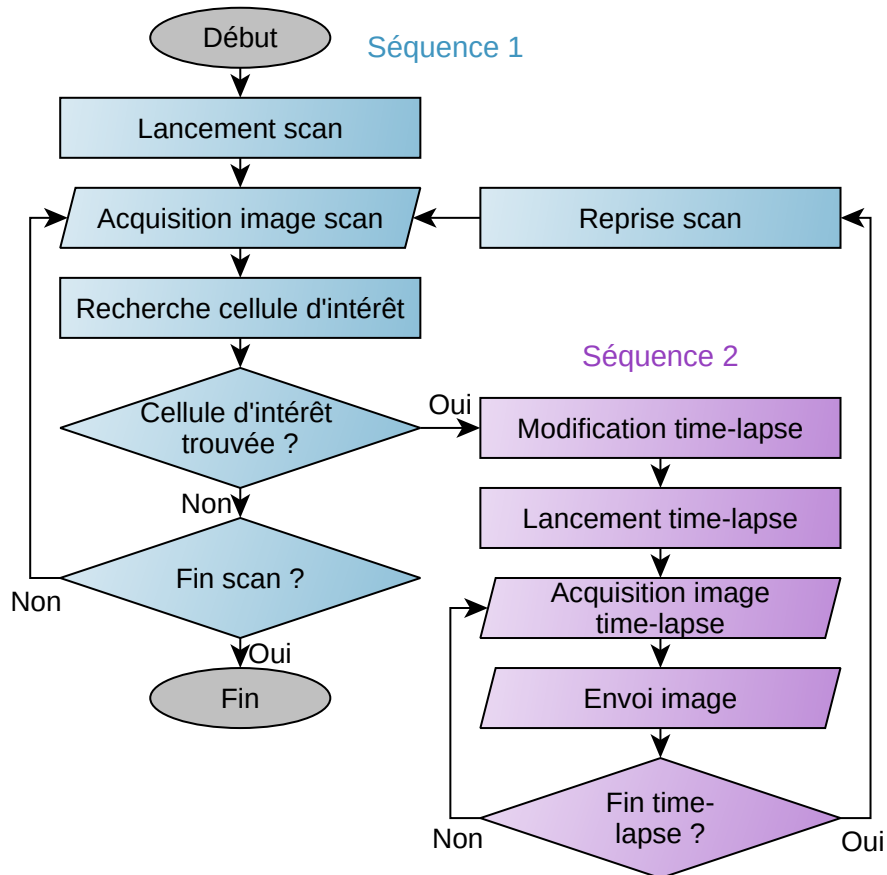 Début
Séquence 1
Lancement scan
Acquisition image scan
Reprise scan
Recherche cellule d'intérêt
Séquence 2
Cellule d'intérêt
trouvée ?
Oui
Modification time-lapse
Non
Lancement time-lapse
Fin scan ?
Non
Acquisition image
time-lapse
Oui
Fin
Envoi image
Fin time-
lapse ?
Non
Oui